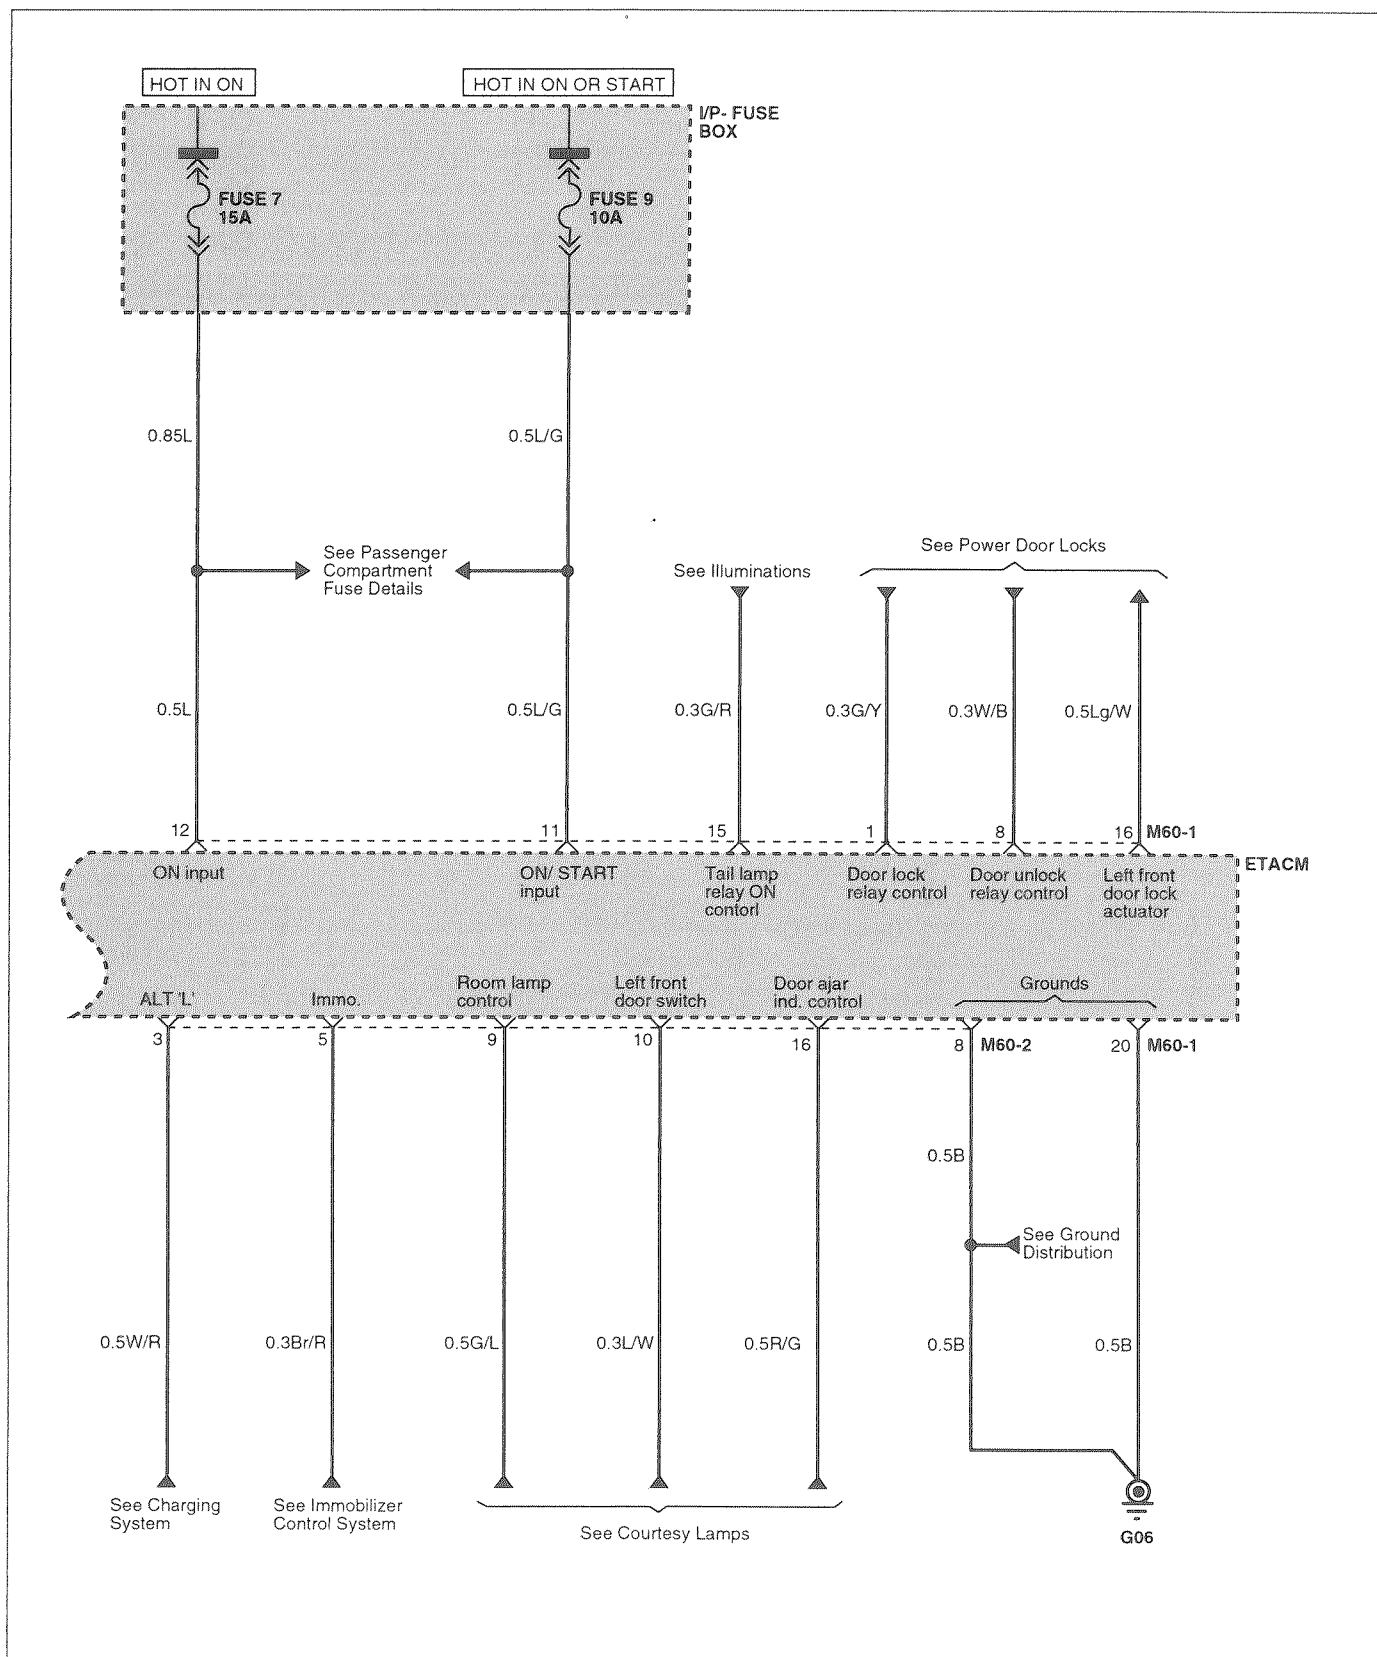 HOT IN ON
HOT IN ON OR START
I/P- FUSE
BOX
FUSE 7
15A
FUSE 9
10A
0.85L
0.5L/G
See Passenger
Compartment
Fuse Details
See Illuminations
See Power Door Locks
0.5L
0.5L/G
0.3G/R
0.3G/Y
0.3W/B
0.5Lg/W
12
11
15
1
8
16
M60-1
ETACM
ON input
ON/ START
input
Tail lamp
relay ON
contorl
Door lock
relay control
Door unlock
relay control
Left front
door lock
actuator
ALT 'L'
Immo.
Room lamp
control
Left front
door switch
Door ajar
ind. control
Grounds
3
5
9
10
16
8
M60-2
20
M60-1
0.5B
See Ground
Distribution
0.5W/R
0.3Br/R
0.5G/L
0.3L/W
0.5R/G
0.5B
0.5B
See Charging
System
See Immobilizer
Control System
See Courtesy Lamps
G06